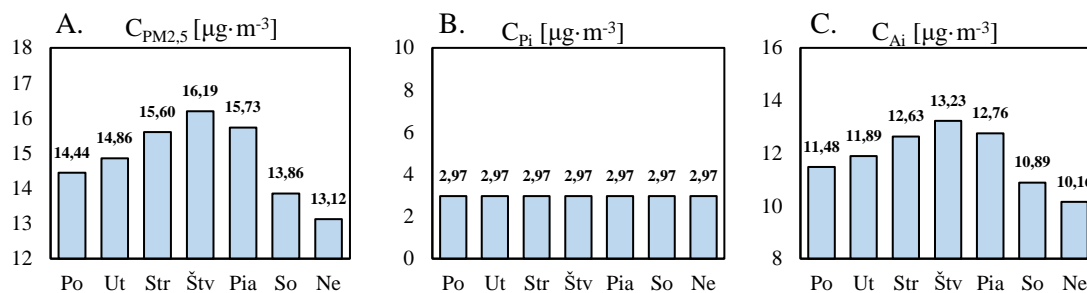 A. C_PM2,5 [µg·m⁻³]
18
17
16
15
14
13
12
14,44 14,86 15,60 16,19 15,73 13,86 13,12
Po Ut Str Štv Pia So Ne
B. C_Pi [µg·m⁻³]
10
8
6
4
2
0
2,97 2,97 2,97 2,97 2,97 2,97 2,97
Po Ut Str Štv Pia So Ne
C. C_Ai [µg·m⁻³]
16
14
12
10
8
11,48 11,89 12,63 13,23 12,76 10,89 10,16
Po Ut Str Štv Pia So Ne